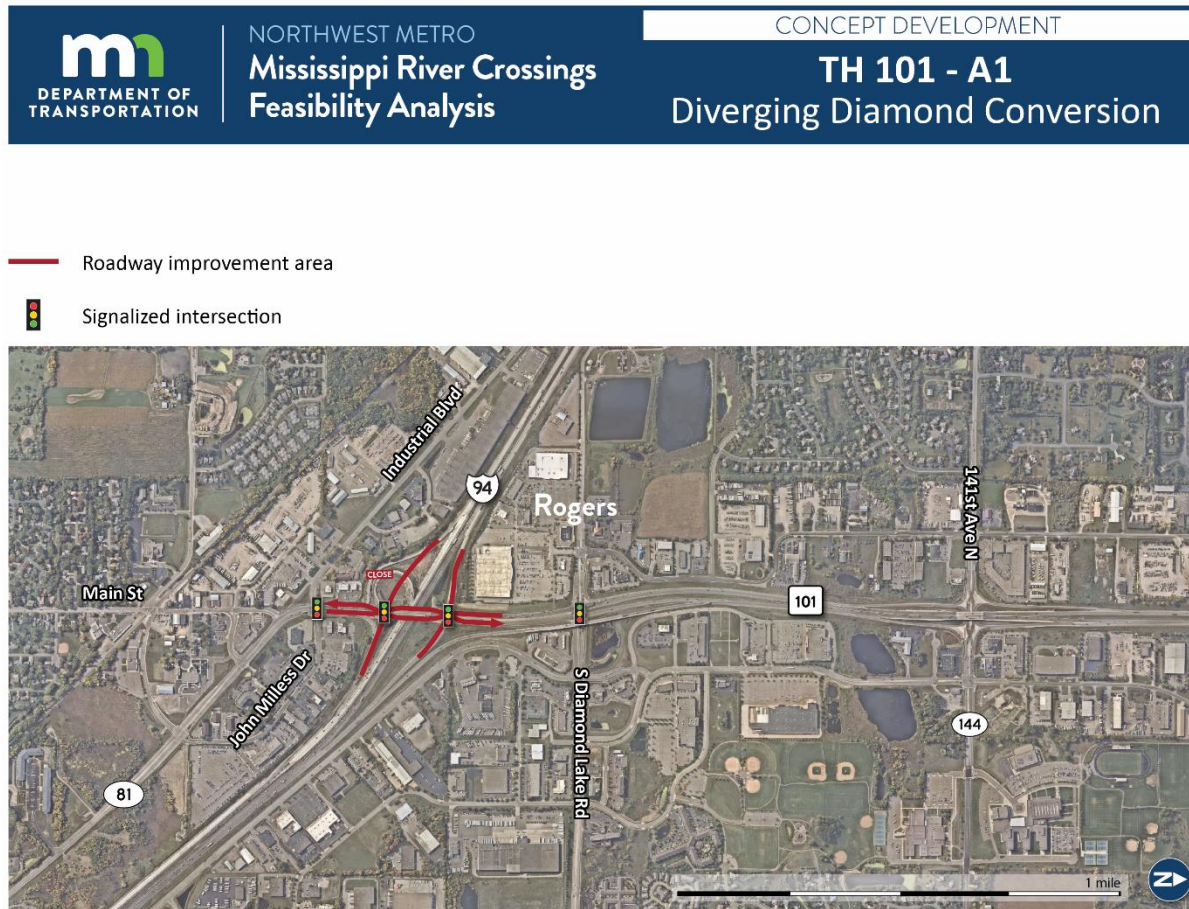 mn
DEPARTMENT OF
TRANSPORTATION
NORTHWEST METRO
Mississippi River Crossings
Feasibility Analysis
CONCEPT DEVELOPMENT
TH 101 - A1
Diverging Diamond Conversion
Roadway improvement area
Signalized intersection
Industrial Blvd
94
Rogers
141st Ave N
CLOSE
Main St
101
John Milless Dr
S Diamond Lake Rd
144
81
1 mile
N